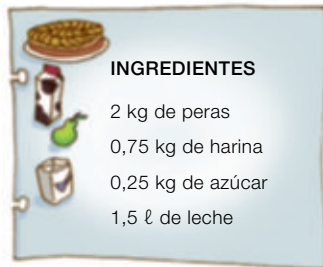 INGREDIENTES
2 kg de peras
0,75 kg de harina
0,25 kg de azúcar
1,5 ℓ de leche